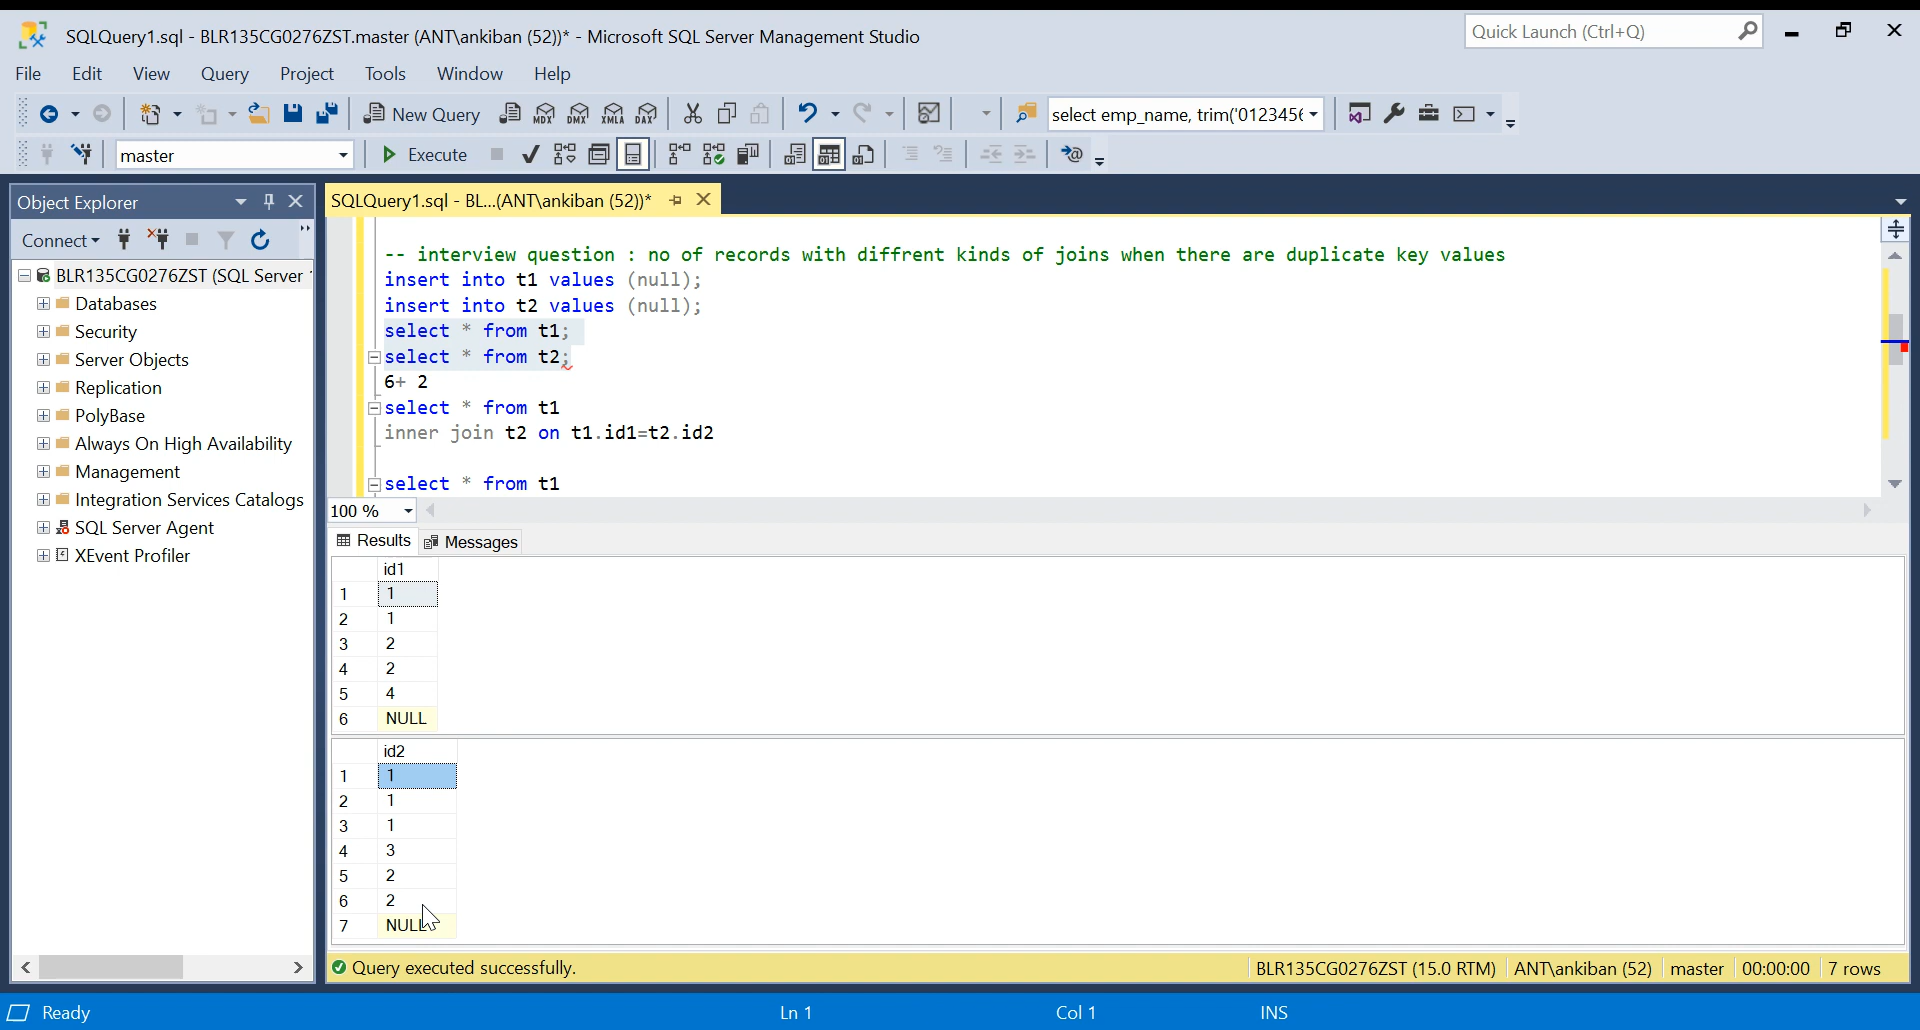 SQLQuery1.sql - BLR135CG0276ZST.master (ANT\ankiban (52))* - Microsoft SQL Server Management Studio
Quick Launch (Ctrl+Q)
File Edit View Query Project Tools Window Help
New Query MDX DMX XMLA DAX select emp_name, trim('012345
master Execute
Object Explorer
SQLQuery1.sql - BL...(ANT\ankiban (52))*
Connect
BLR135CG0276ZST (SQL Server
Databases
Security
Server Objects
Replication
PolyBase
Always On High Availability
Management
Integration Services Catalogs
SQL Server Agent
XEvent Profiler
-- interview question : no of records with diffrent kinds of joins when there are duplicate key values
insert into t1 values (null);
insert into t2 values (null);
select * from t1;
select * from t2;
6+ 2
select * from t1
inner join t2 on t1.id1=t2.id2
select * from t1
100 %
Results Messages
id1
1 1
2 1
3 2
4 2
5 4
6 NULL
id2
1 1
2 1
3 1
4 3
5 2
6 2
7 NULL
Query executed successfully.
BLR135CG0276ZST (15.0 RTM) ANT\ankiban (52) master 00:00:00 7 rows
Ready Ln 1 Col 1 INS